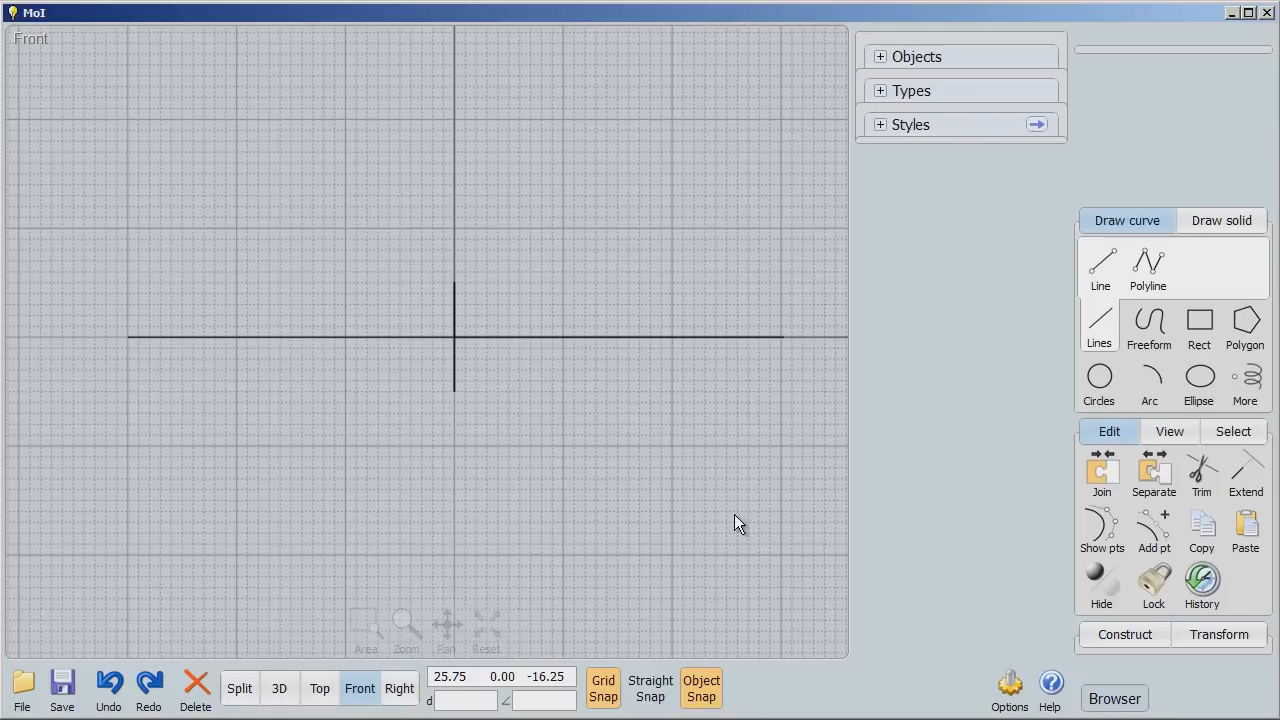 MoI
Front
Objects
Types
Styles
Draw curve Draw solid
Line Polyline
Lines Freeform Rect Polygon
Circles Arc Ellipse More
Edit View Select
Join Separate Trim Extend
Show pts Add pt Copy Paste
Hide Lock History
Construct Transform
Area Zoom Pan Reset
File Save Undo Redo Delete
Split 3D Top Front Right
25.75 0.00 -16.25
d ∠
Grid Snap
Straight Snap
Object Snap
Options Help
Browser